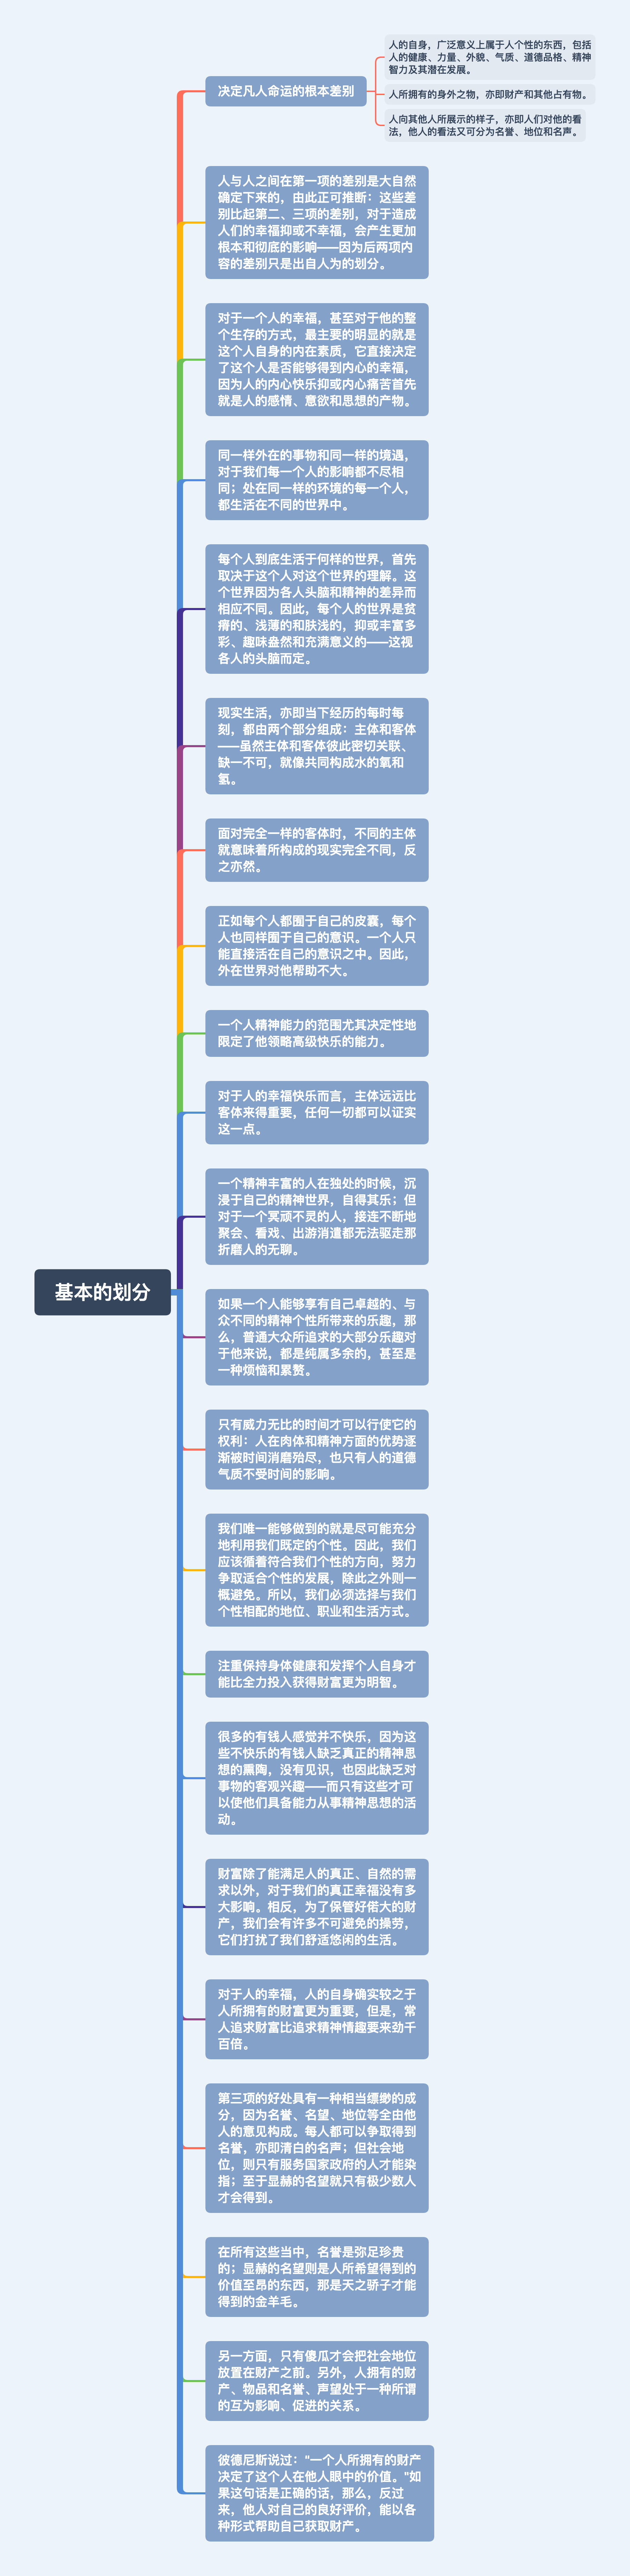 决定凡人命运的根本差别
人的自身，广泛意义上属于人个性的东西，包括
人的健康、力量、外貌、气质、道德品格、精神
智力及其潜在发展。
人所拥有的身外之物，亦即财产和其他占有物。
人向其他人所展示的样子，亦即人们对他的看
法，他人的看法又可分为名誉、地位和名声。
人与人之间在第一项的差别是大自然
确定下来的，由此正可推断：这些差
别比起第二、三项的差别，对于造成
人们的幸福抑或不幸福，会产生更加
根本和彻底的影响——因为后两项内
容的差别只是出自人为的划分。
对于一个人的幸福，甚至对于他的整
个生存的方式，最主要的明显的就是
这个人自身的内在素质，它直接决定
了这个人是否能够得到内心的幸福，
因为人的内心快乐抑或内心痛苦首先
就是人的感情、意欲和思想的产物。
同一样外在的事物和同一样的境遇，
对于我们每一个人的影响都不尽相
同；处在同一样的环境的每一个人，
都生活在不同的世界中。
每个人到底生活于何样的世界，首先
取决于这个人对这个世界的理解。这
个世界因为各人头脑和精神的差异而
相应不同。因此，每个人的世界是贫
瘠的、浅薄的和肤浅的，抑或丰富多
彩、趣味盎然和充满意义的——这视
各人的头脑而定。
现实生活，亦即当下经历的每时每
刻，都由两个部分组成：主体和客体
——虽然主体和客体彼此密切关联、
缺一不可，就像共同构成水的氧和
氢。
面对完全一样的客体时，不同的主体
就意味着所构成的现实完全不同，反
之亦然。
正如每个人都囿于自己的皮囊，每个
人也同样囿于自己的意识。一个人只
能直接活在自己的意识之中。因此，
外在世界对他帮助不大。
一个人精神能力的范围尤其决定性地
限定了他领略高级快乐的能力。
对于人的幸福快乐而言，主体远远比
客体来得重要，任何一切都可以证实
这一点。
一个精神丰富的人在独处的时候，沉
浸于自己的精神世界，自得其乐；但
对于一个冥顽不灵的人，接连不断地
聚会、看戏、出游消遣都无法驱走那
折磨人的无聊。
基本的划分
如果一个人能够享有自己卓越的、与
众不同的精神个性所带来的乐趣，那
么，普通大众所追求的大部分乐趣对
于他来说，都是纯属多余的，甚至是
一种烦恼和累赘。
只有威力无比的时间才可以行使它的
权利：人在肉体和精神方面的优势逐
渐被时间消磨殆尽，也只有人的道德
气质不受时间的影响。
我们唯一能够做到的就是尽可能充分
地利用我们既定的个性。因此，我们
应该循着符合我们个性的方向，努力
争取适合个性的发展，除此之外则一
概避免。所以，我们必须选择与我们
个性相配的地位、职业和生活方式。
注重保持身体健康和发挥个人自身才
能比全力投入获得财富更为明智。
很多的有钱人感觉并不快乐，因为这
些不快乐的有钱人缺乏真正的精神思
想的熏陶，没有见识，也因此缺乏对
事物的客观兴趣——而只有这些才可
以使他们具备能力从事精神思想的活
动。
财富除了能满足人的真正、自然的需
求以外，对于我们的真正幸福没有多
大影响。相反，为了保管好偌大的财
产，我们会有许多不可避免的操劳，
它们打扰了我们舒适悠闲的生活。
对于人的幸福，人的自身确实较之于
人所拥有的财富更为重要，但是，常
人追求财富比追求精神情趣要来劲千
百倍。
第三项的好处具有一种相当缥缈的成
分，因为名誉、名望、地位等全由他
人的意见构成。每人都可以争取得到
名誉，亦即清白的名声；但社会地
位，则只有服务国家政府的人才能染
指；至于显赫的名望就只有极少数人
才会得到。
在所有这些当中，名誉是弥足珍贵
的；显赫的名望则是人所希望得到的
价值至昂的东西，那是天之骄子才能
得到的金羊毛。
另一方面，只有傻瓜才会把社会地位
放置在财产之前。另外，人拥有的财
产、物品和名誉、声望处于一种所谓
的互为影响、促进的关系。
彼德尼斯说过：“一个人所拥有的财产
决定了这个人在他人眼中的价值。”如
果这句话是正确的话，那么，反过
来，他人对自己的良好评价，能以各
种形式帮助自己获取财产。